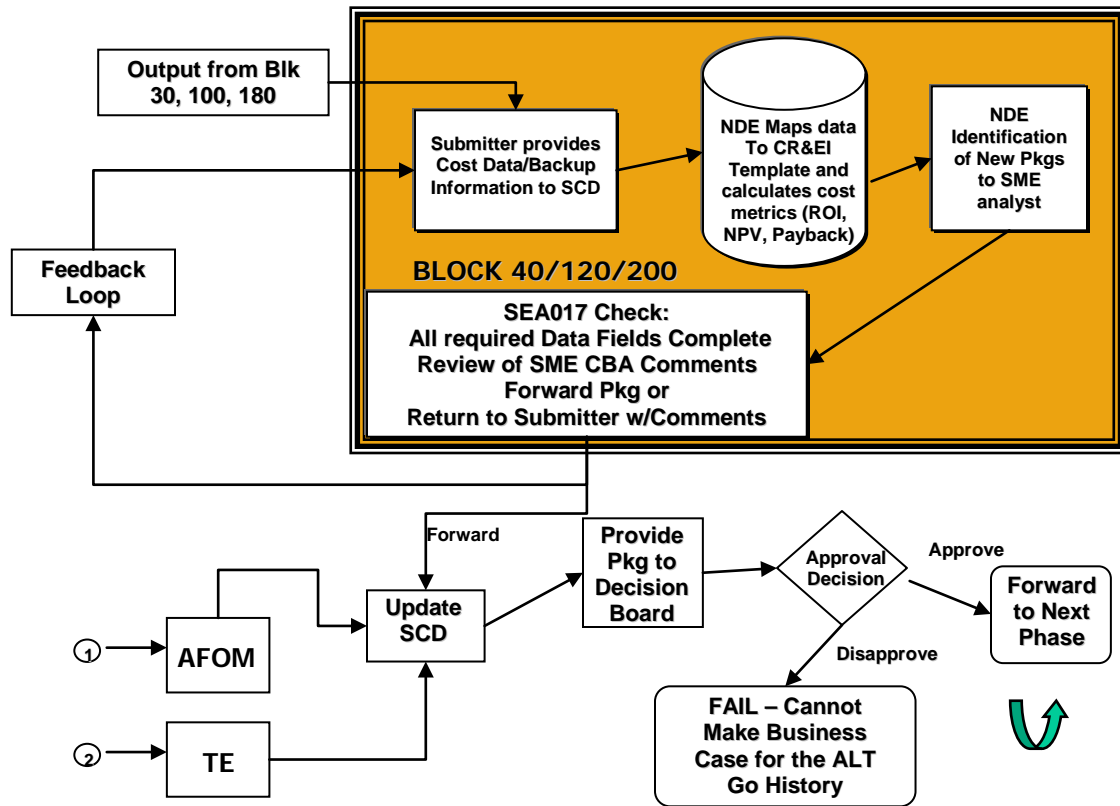 Output from Blk
30, 100, 180
Submitter provides
Cost Data/Backup
Information to SCD
NDE Maps data
To CR&EI
Template and
calculates cost
metrics (ROI,
NPV, Payback)
NDE
Identification
of New Pkgs
to SME
analyst
Feedback
Loop
BLOCK 40/120/200
SEA017 Check:
All required Data Fields Complete
Review of SME CBA Comments
Forward Pkg or
Return to Submitter w/Comments
Forward
Provide
Pkg to
Decision
Board
Approval
Decision
Approve
Forward
to Next
Phase
Update
SCD
1
AFOM
Disapprove
2
TE
FAIL – Cannot
Make Business
Case for the ALT
Go History